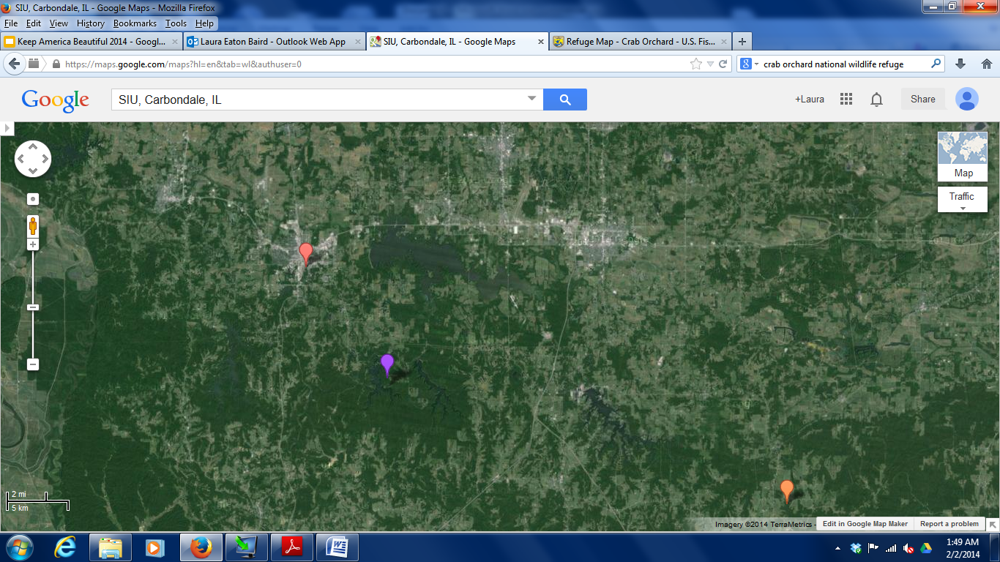 SIU, Carbondale, IL - Google Maps - Mozilla Firefox
File Edit View History Bookmarks Tools Help
Keep America Beautiful 2014 - Googl... Laura Eaton Baird - Outlook Web App SIU, Carbondale, IL - Google Maps Refuge Map - Crab Orchard - U.S. Fis...
https://maps.google.com/maps?hl=en&tab=wl&authuser=0 crab orchard national wildlife refuge
Google SIU, Carbondale, IL +Laura Share
Map
Traffic
2 mi
5 km
Imagery ©2014 TerraMetrics - Edit in Google Map Maker Report a problem
1:49 AM
2/2/2014